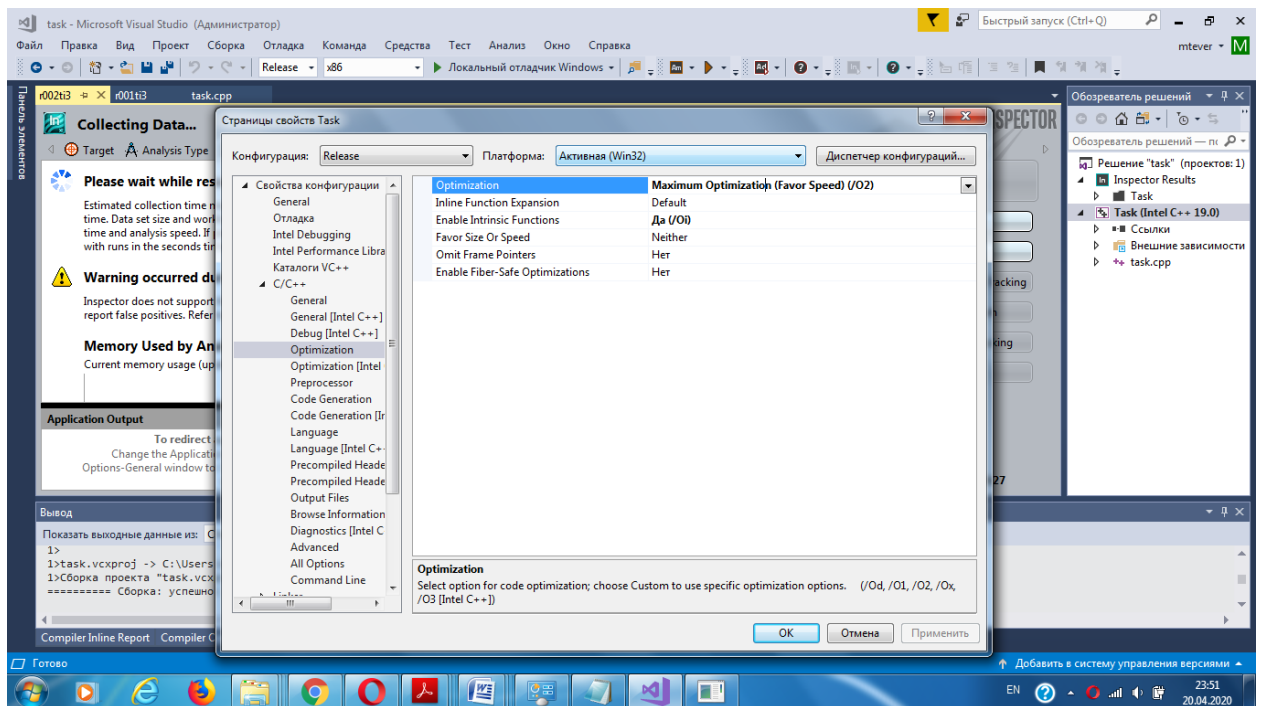 task - Microsoft Visual Studio (Администратор)
Быстрый запуск (Ctrl+Q)
Файл Правка Вид Проект Сборка Отладка Команда Средства Тест Анализ Окно Справка
mtever M
Release x86 Локальный отладчик Windows
Панель элементов
r002ti3 r001ti3 task.cpp
Collecting Data...
Target Analysis Type
Please wait while res
Estimated collection time
time. Data set size and work
time and analysis speed. If
with runs in the seconds tir
Warning occurred du
Inspector does not support
report false positives. Refer
Memory Used by An
Current memory usage (up
Application Output
To redirect
Change the Applicati
Options-General window to
SPECTOR
acking
king
27
Страницы свойств Task
Конфигурация: Release
Платформа: Активная (Win32)
Диспетчер конфигураций...
Свойства конфигурации
General
Отладка
Intel Debugging
Intel Performance Libra
Каталоги VC++
C/C++
General
General [Intel C++]
Debug [Intel C++]
Optimization
Optimization [Intel
Preprocessor
Code Generation
Code Generation [Ir
Language
Language [Intel C+
Precompiled Heade
Precompiled Heade
Output Files
Browse Information
Diagnostics [Intel C
Advanced
All Options
Command Line
Optimization Maximum Optimization (Favor Speed) (/O2)
Inline Function Expansion Default
Enable Intrinsic Functions Да (/Oi)
Favor Size Or Speed Neither
Omit Frame Pointers Нет
Enable Fiber-Safe Optimizations Нет
Optimization
Select option for code optimization; choose Custom to use specific optimization options. (/Od, /O1, /O2, /Ox,
/O3 [Intel C++])
OK Отмена Применить
Обозреватель решений
Обозреватель решений — по
Решение "task" (проектов: 1)
Inspector Results
Task
Task (Intel C++ 19.0)
Ссылки
Внешние зависимости
task.cpp
Вывод
Показать выходные данные из: С
1>
1>task.vcxproj -> C:\Users
1>Сборка проекта "task.vcx
========== Сборка: успешно
Compiler Inline Report Compiler
Готово
Добавить в систему управления версиями
EN
23:51
20.04.2020